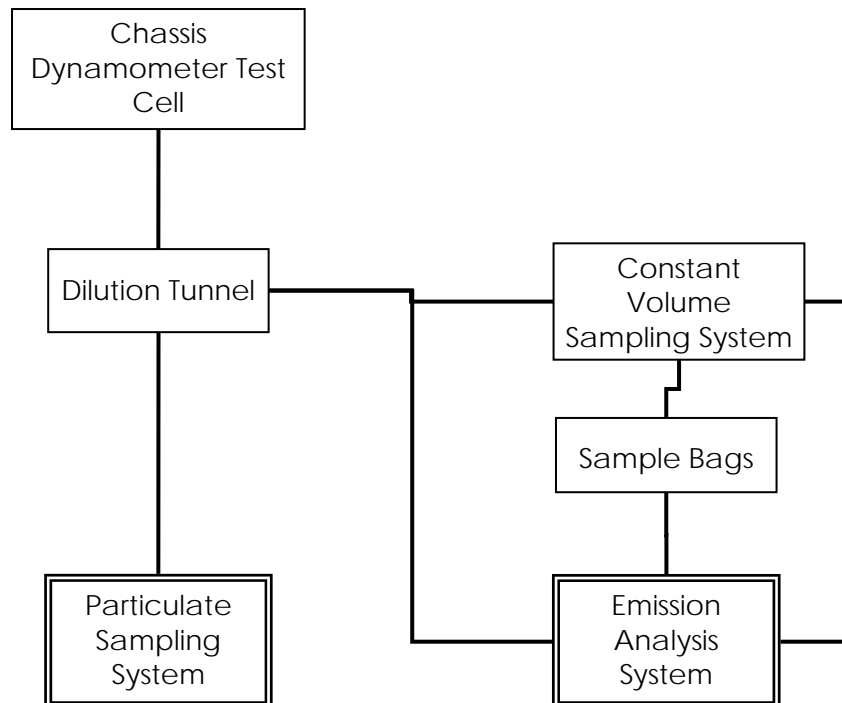 Chassis
Dynamometer Test
Cell
Dilution Tunnel
Constant
Volume
Sampling System
Sample Bags
Particulate
Sampling
System
Emission
Analysis
System